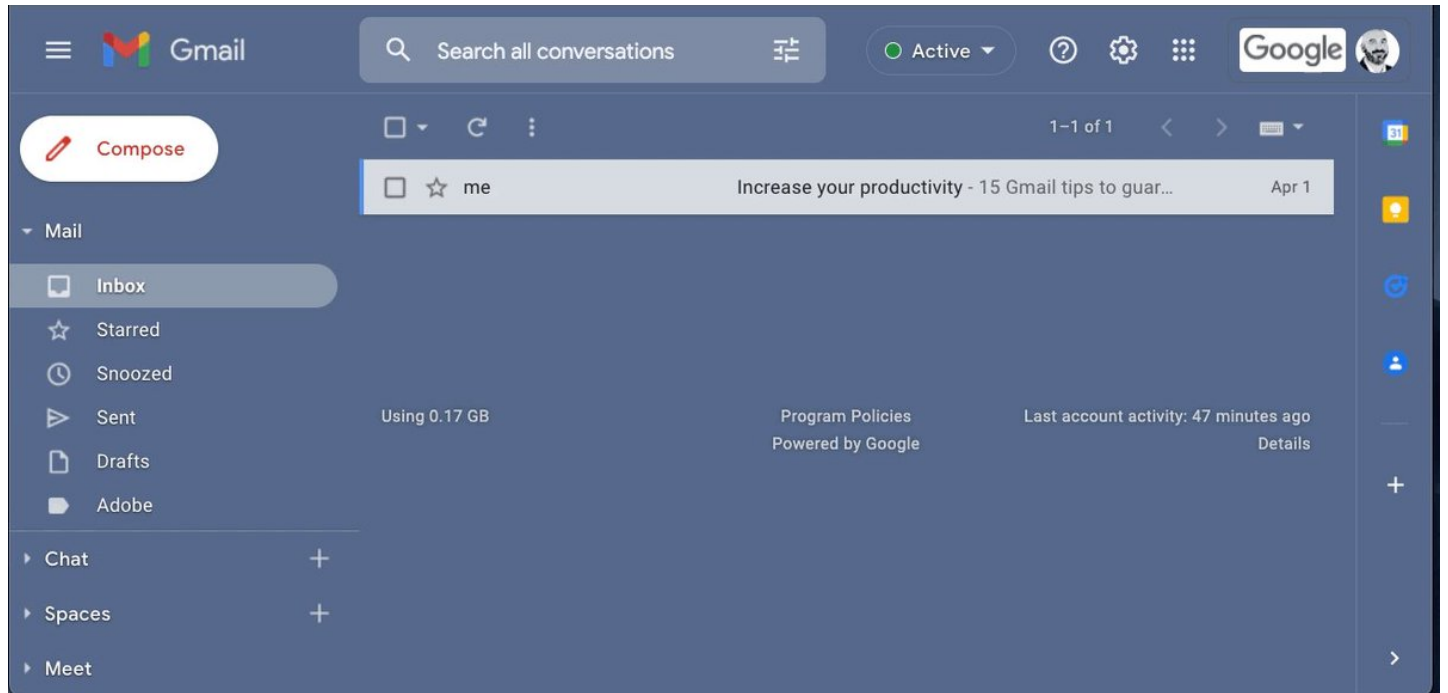 Gmail
Search all conversations
Active
Google
Compose
1–1 of 1
31
me Increase your productivity - 15 Gmail tips to guar... Apr 1
Mail
Inbox
Starred
Snoozed
Sent
Drafts
Adobe
Chat
Spaces
Meet
Using 0.17 GB
Program Policies
Powered by Google
Last account activity: 47 minutes ago
Details